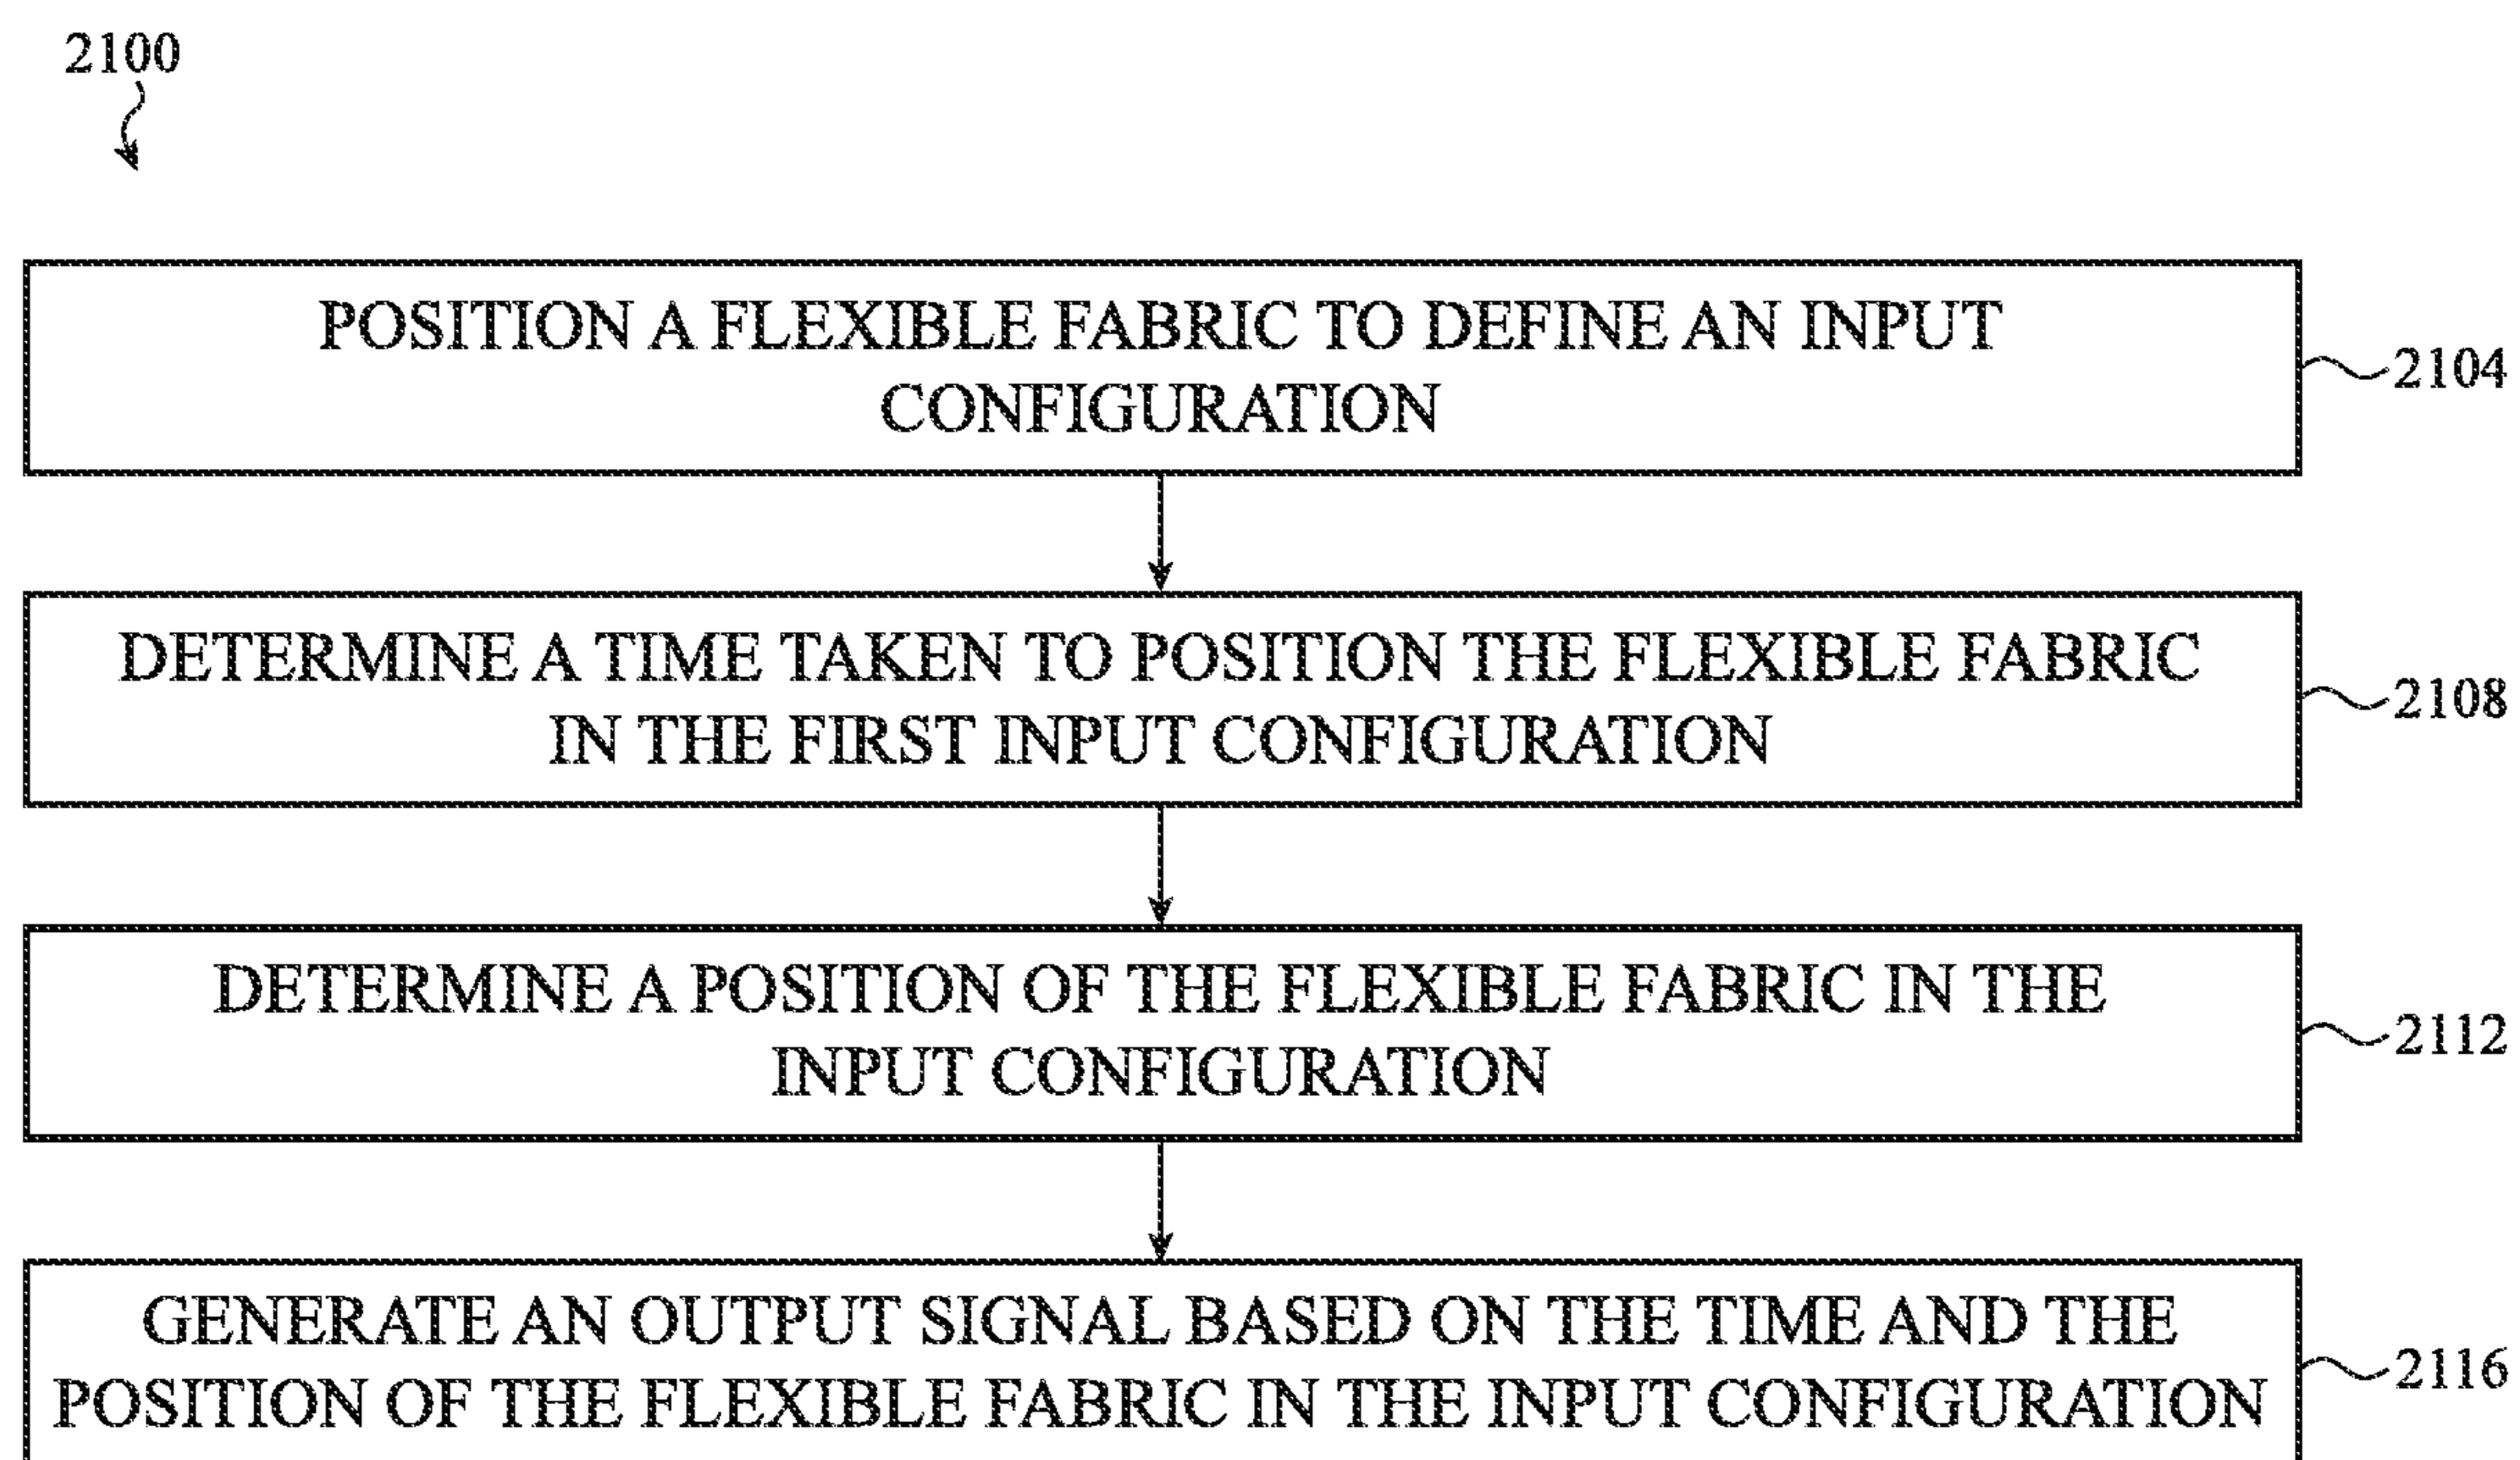 2100
POSITION A FLEXIBLE FABRIC TO DEFINE AN INPUT
CONFIGURATION
2104
DETERMINE A TIME TAKEN TO POSITION THE FLEXIBLE FABRIC
IN THE FIRST INPUT CONFIGURATION
2108
DETERMINE A POSITION OF THE FLEXIBLE FABRIC IN THE
INPUT CONFIGURATION
2112
GENERATE AN OUTPUT SIGNAL BASED ON THE TIME AND THE
POSITION OF THE FLEXIBLE FABRIC IN THE INPUT CONFIGURATION
2116